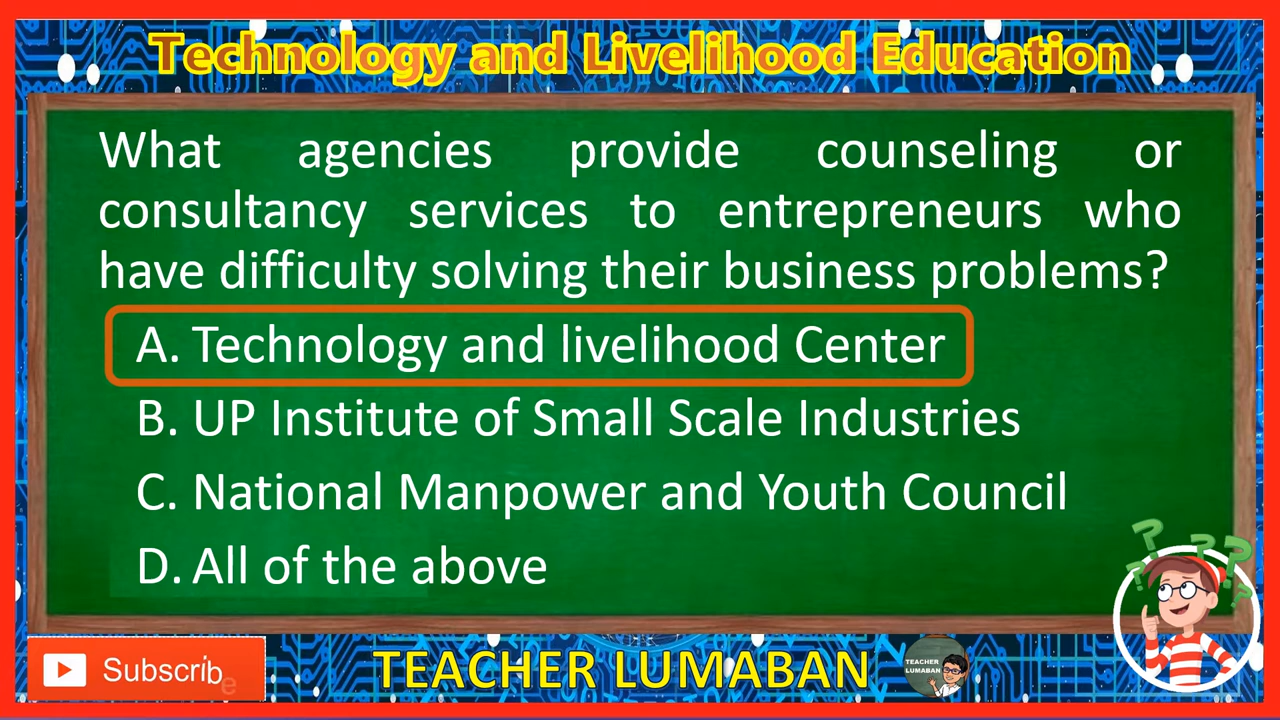 Technology and Livelihood Education
What agencies provide counseling or
consultancy services to entrepreneurs who
have difficulty solving their business problems?
A. Technology and livelihood Center
B. UP Institute of Small Scale Industries
C. National Manpower and Youth Council
D. All of the above
Subscribe
TEACHER LUMABAN
TEACHER
LUMABAN
? ? ? ? ?